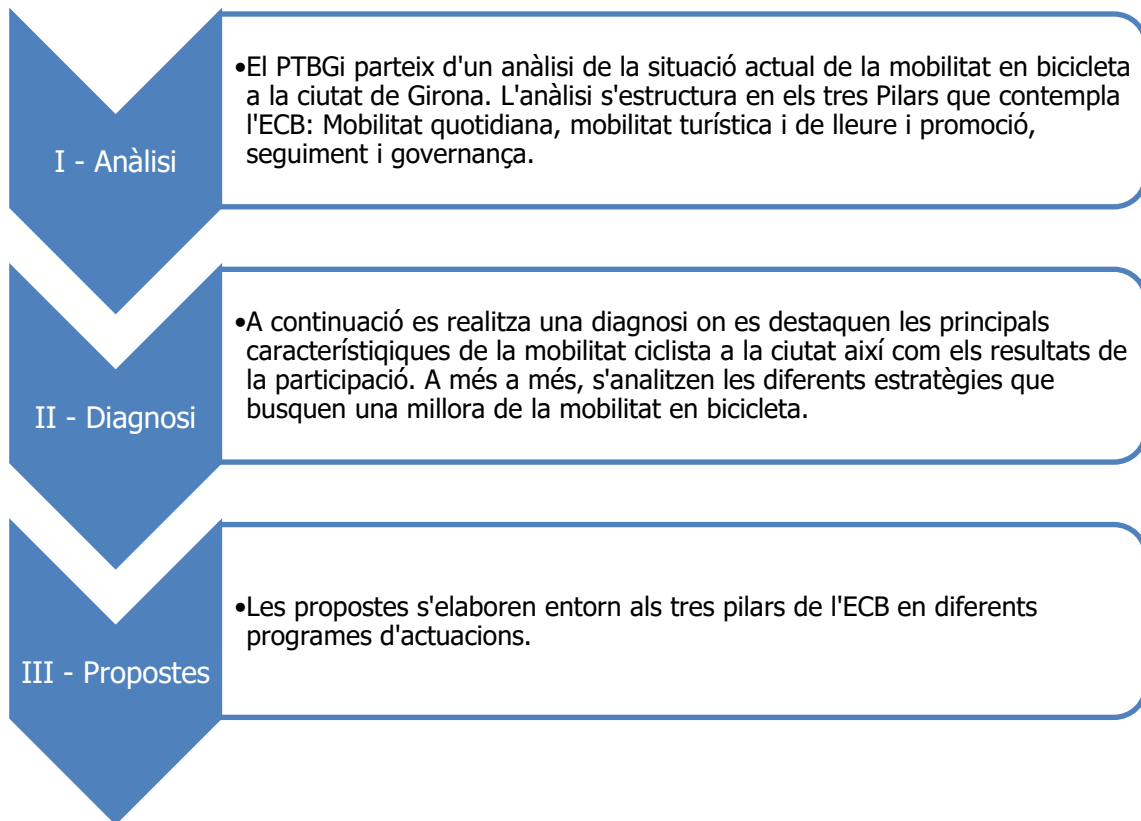 I - Anàlisi
•El PTBGi parteix d'un anàlisi de la situació actual de la mobilitat en bicicleta
a la ciutat de Girona. L'anàlisi s'estructura en els tres Pilars que contempla
l'ECB: Mobilitat quotidiana, mobilitat turística i de lleure i promoció,
seguiment i governança.
II - Diagnosi
•A continuació es realitza una diagnosi on es destaquen les principals
característiqiques de la mobilitat ciclista a la ciutat així com els resultats de
la participació. A més a més, s'analitzen les diferents estratègies que
busquen una millora de la mobilitat en bicicleta.
III - Propostes
•Les propostes s'elaboren entorn als tres pilars de l'ECB en diferents
programes d'actuacions.